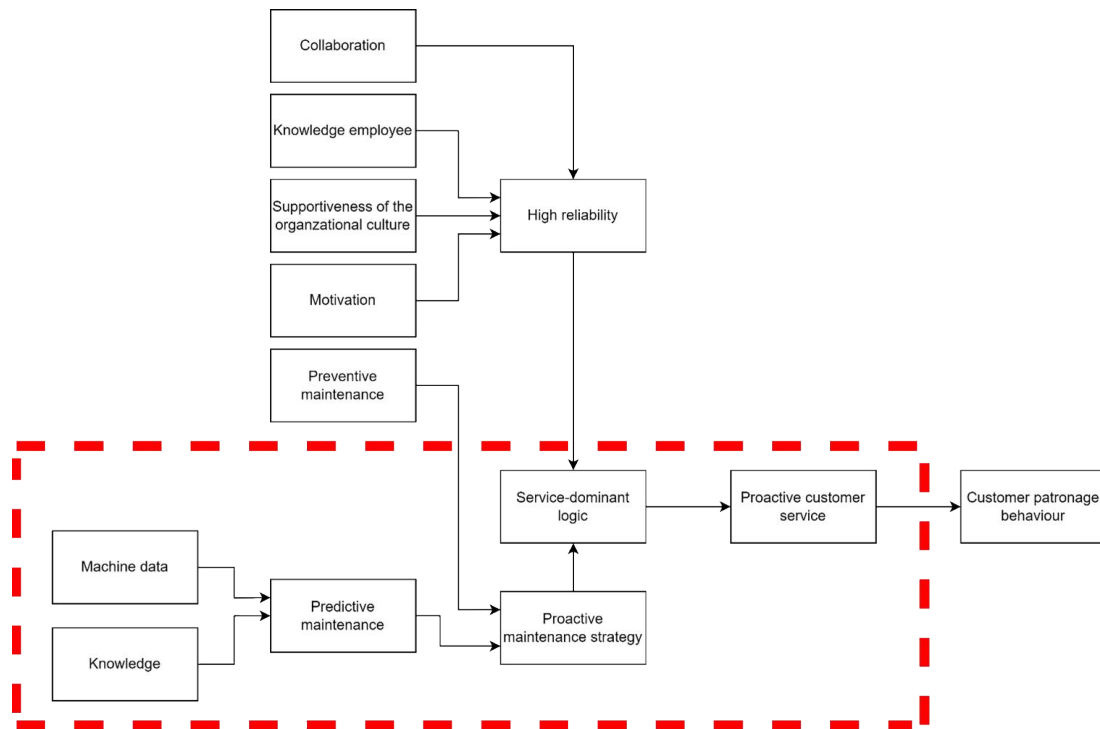 Collaboration
Knowledge employee
Supportiveness of the
organzational culture
High reliability
Motivation
Preventive
maintenance
Service-dominant
logic
Proactive customer
service
Customer patronage
behaviour
Machine data
Predictive
maintenance
Proactive
maintenance strategy
Knowledge